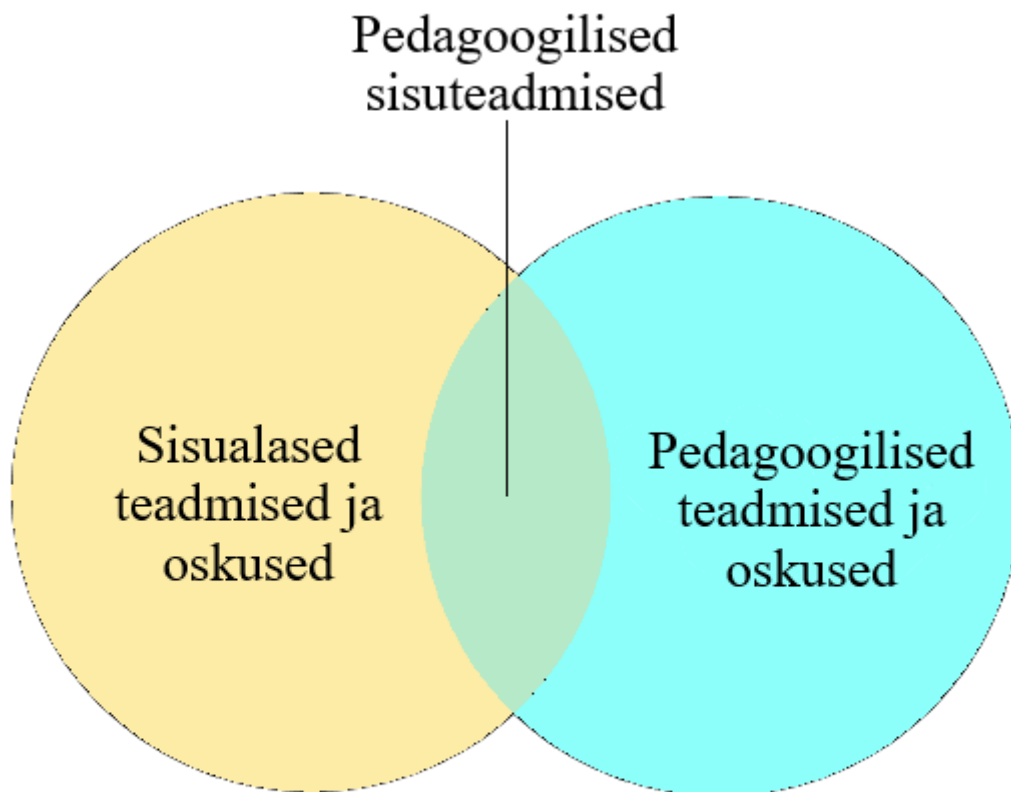 Pedagoogilised
sisuteadmised
Sisualased
teadmised ja
oskused
Pedagoogilised
teadmised ja
oskused